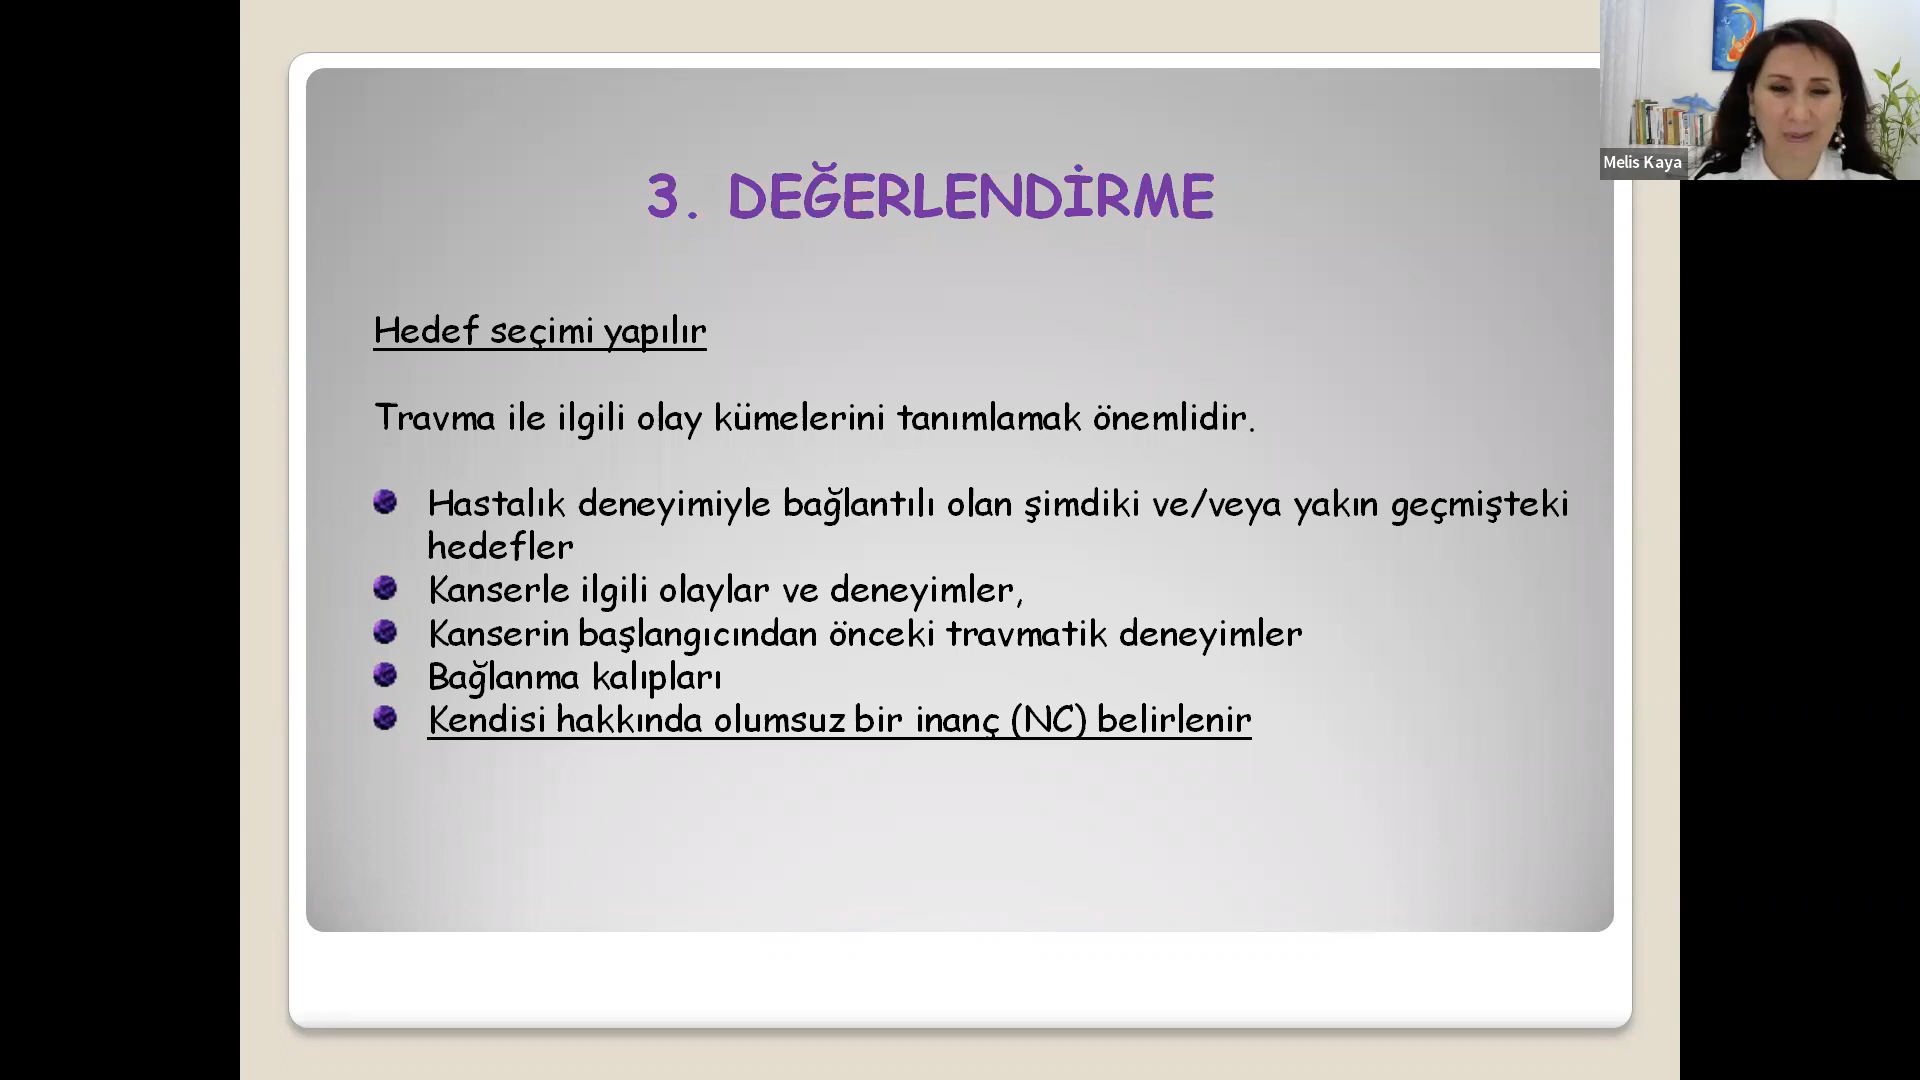 3. DEĞERLENDİRME
Hedef seçimi yapılır
Travma ile ilgili olay kümelerini tanımlamak önemlidir.
Hastalık deneyimiyle bağlantılı olan şimdiki ve/veya yakın geçmişteki
hedefler
Kanserle ilgili olaylar ve deneyimler,
Kanserin başlangıcından önceki travmatik deneyimler
Bağlanma kalıpları
Kendisi hakkında olumsuz bir inanç (NC) belirlenir
Melis Kaya